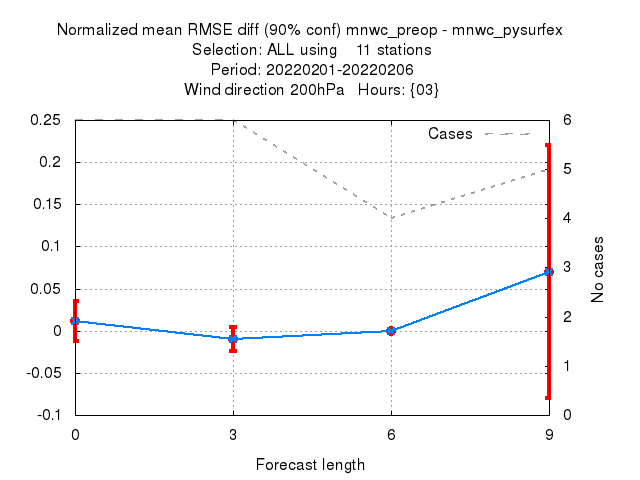 Normalized mean RMSE diff (90% conf) mnwc_preop - mnwc_pysurfex
Selection: ALL using 11 stations
Period: 20220201-20220206
Wind direction 200hPa Hours: {03}
Cases
0.25
0.2
0.15
0.1
0.05
0
-0.05
-0.1
6
5
4
3
2
1
0
No cases
0 3 6 9
Forecast length